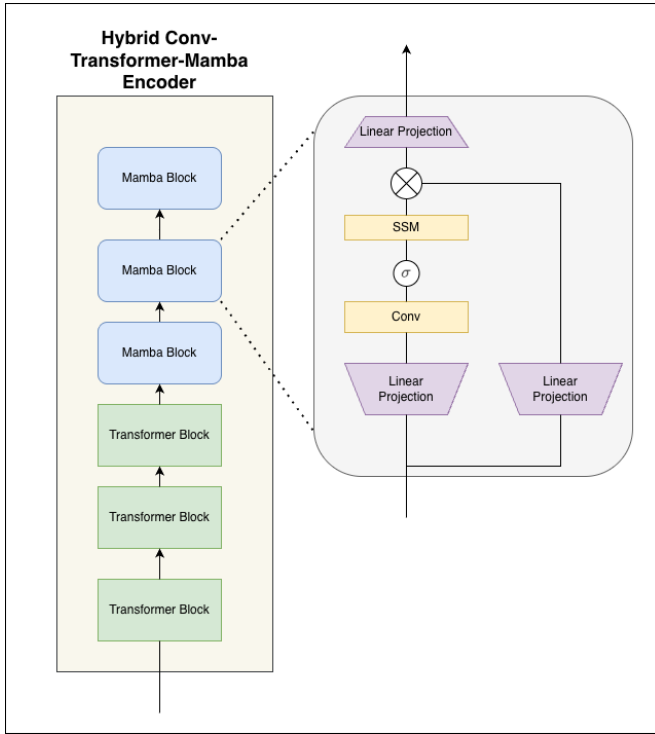 Hybrid Conv-
Transformer-Mamba
Encoder
Mamba Block
Mamba Block
Mamba Block
Transformer Block
Transformer Block
Transformer Block
Linear Projection
SSM
σ
Conv
Linear
Projection
Linear
Projection